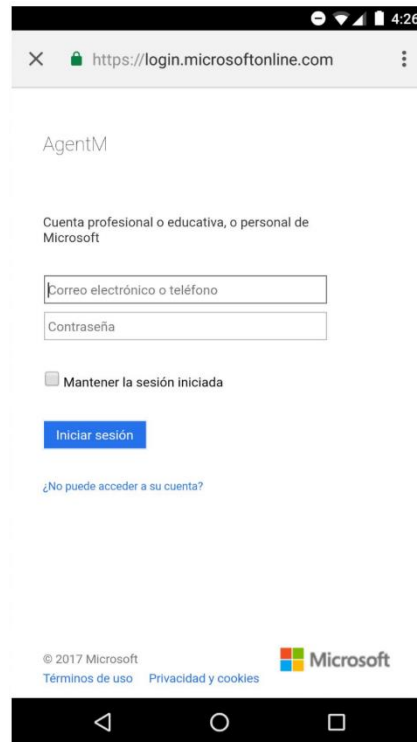 4:26
https://login.microsoftonline.com
AgentM
Cuenta profesional o educativa, o personal de
Microsoft
Correo electrónico o teléfono
Contraseña
Mantener la sesión iniciada
Iniciar sesión
¿No puede acceder a su cuenta?
© 2017 Microsoft
Microsoft
Términos de uso Privacidad y cookies